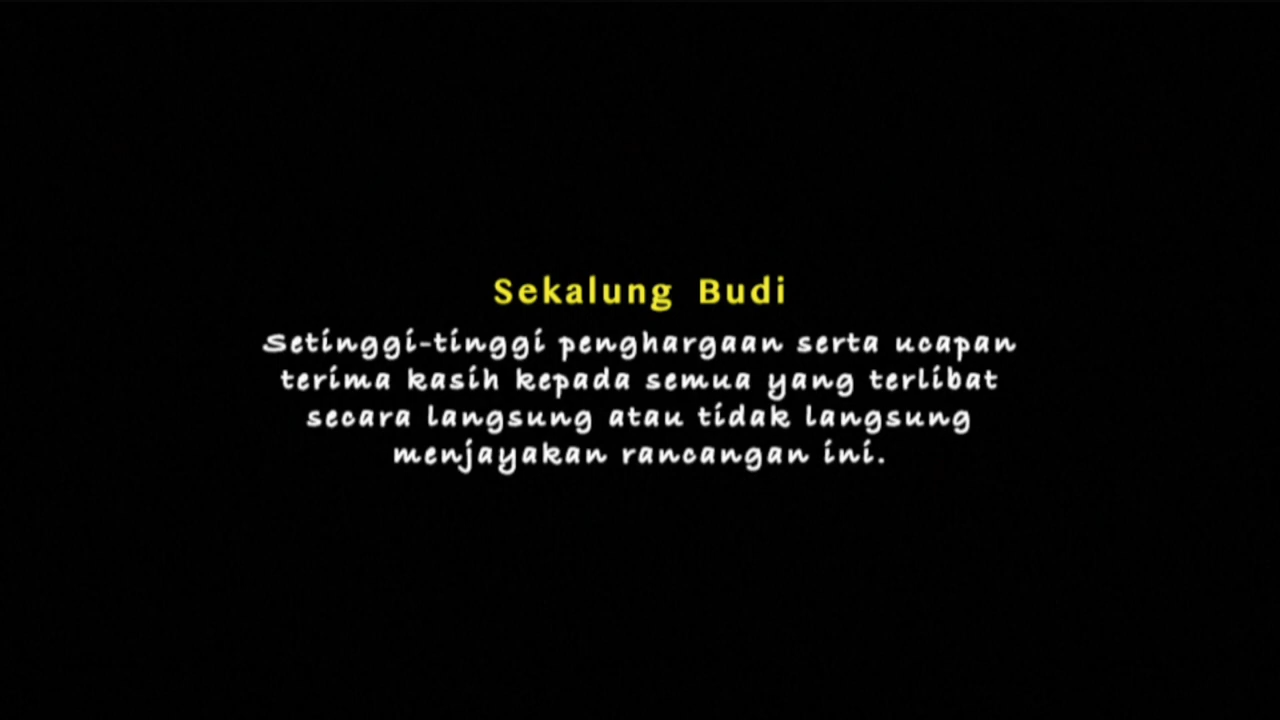 Sekalung Budi
Setinggi-tinggi penghargaan serta ucapan
terima kasih kepada semua yang terlibat
secara langsung atau tidak langsung
menjayakan rancangan ini.